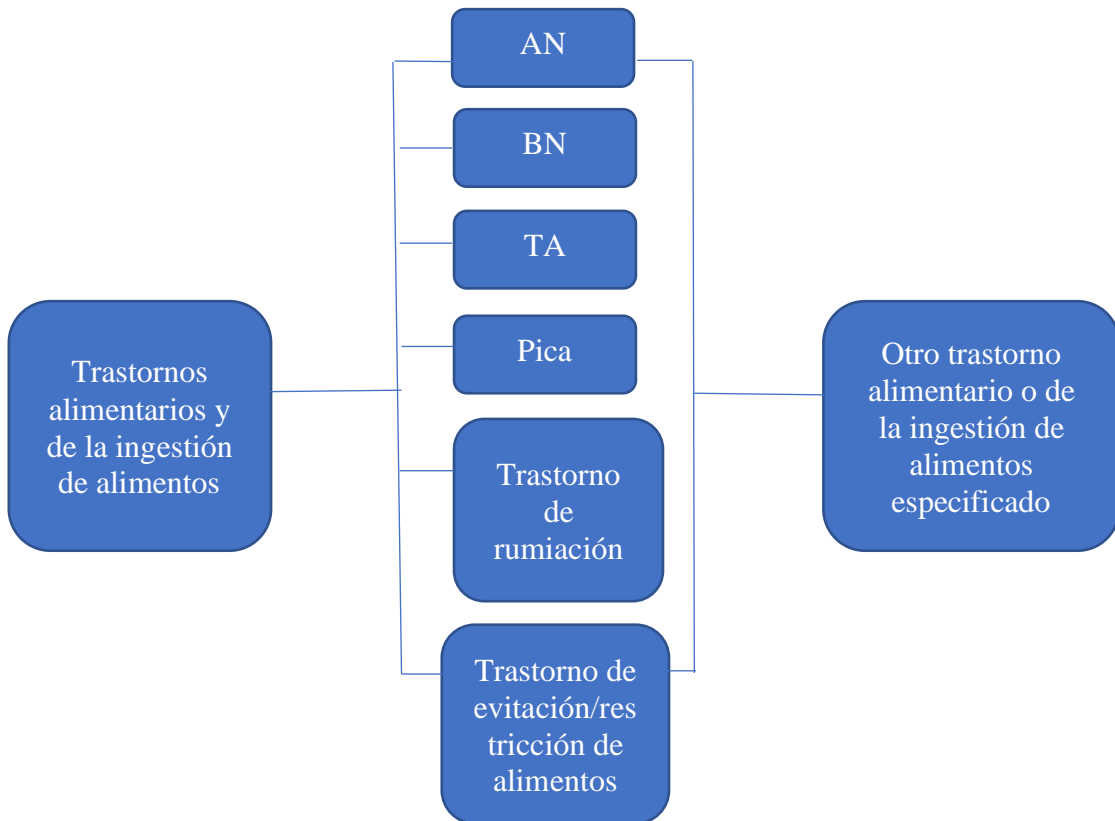 AN
BN
TA
Pica
Trastorno
de
rumiación
Trastorno de
evitación/res
tricción de
alimentos
Trastornos
alimentarios y
de la ingestión
de alimentos
Otro trastorno
alimentario o de
la ingestión de
alimentos
especificado